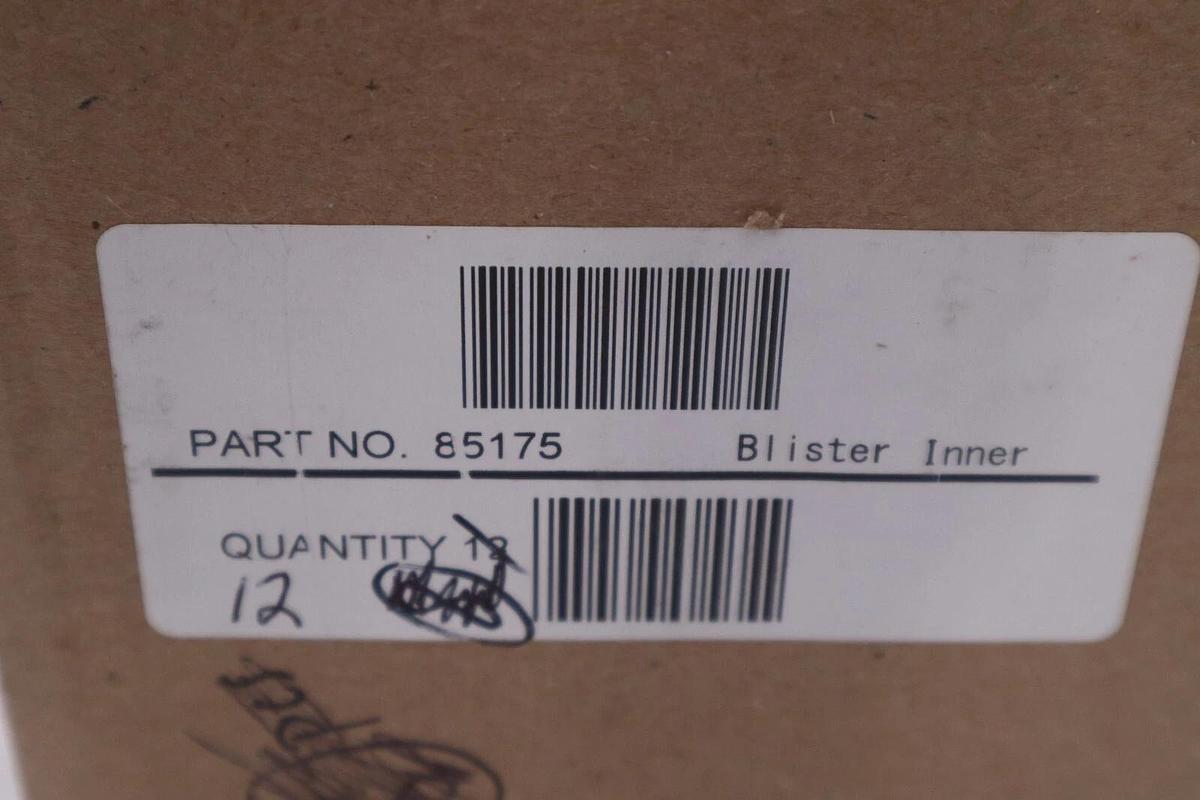 PART NO. 85175 Blister Inner
QUANTITY 12
12